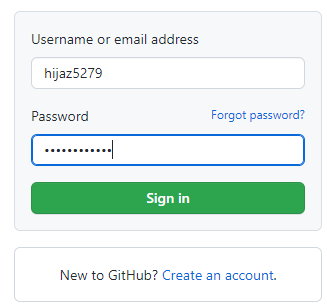 Username or email address
hijaz5279
Password Forgot password?
••••••••••••
Sign in
New to GitHub? Create an account.